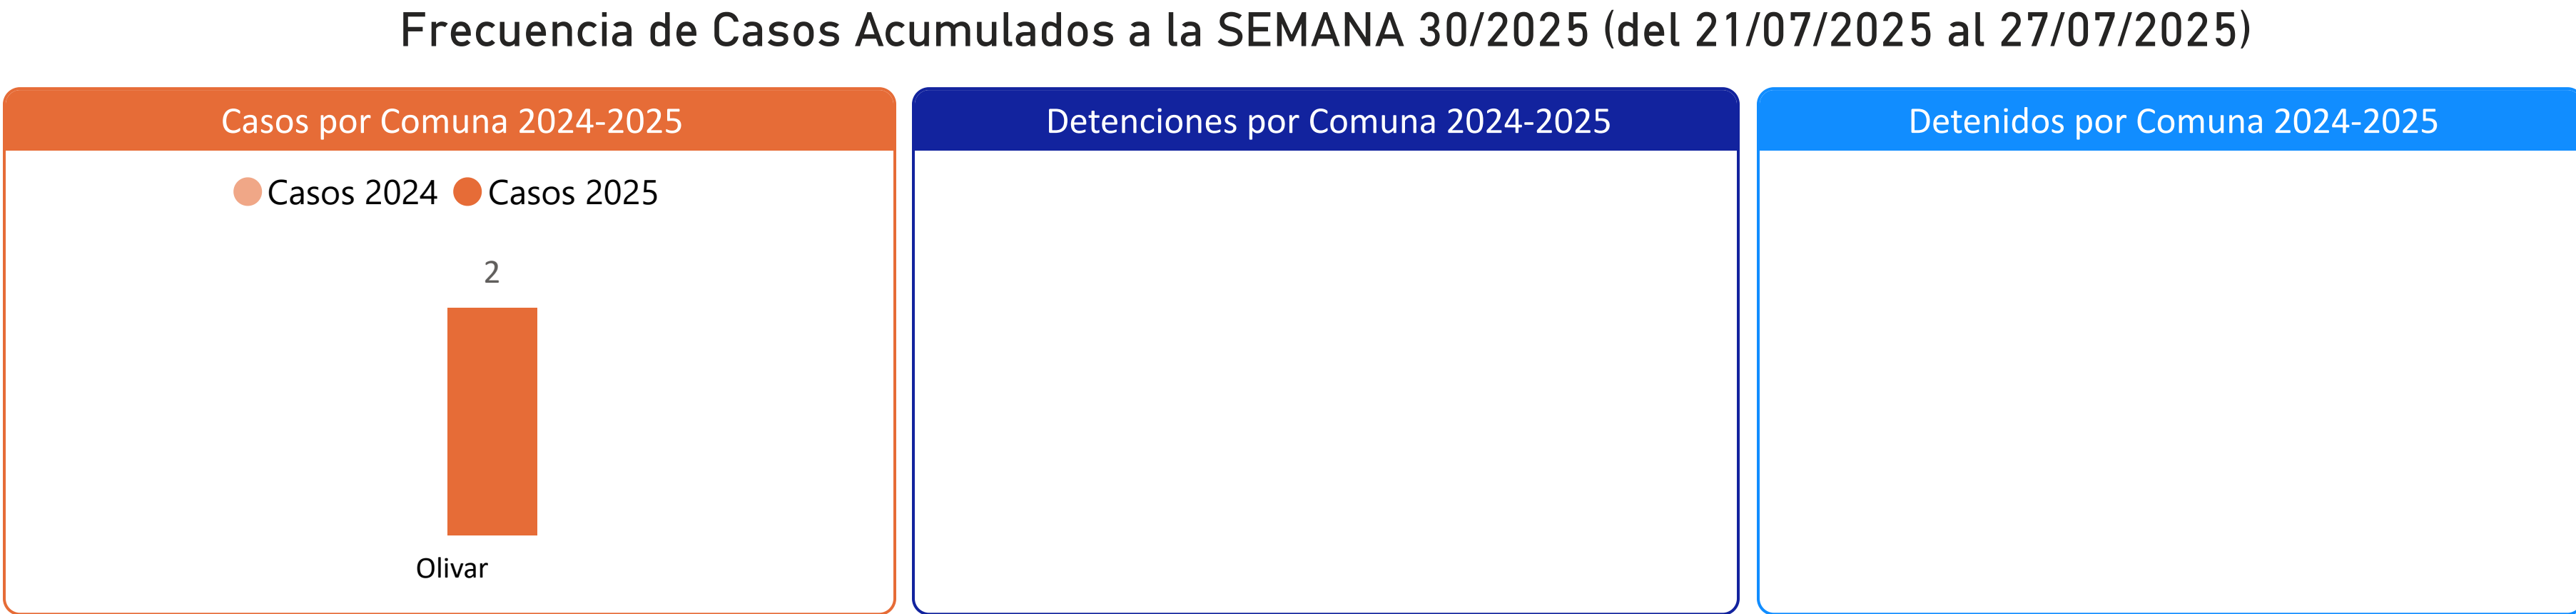 Frecuencia de Casos Acumulados a la SEMANA 30/2025 (del 21/07/2025 al 27/07/2025)
Casos por Comuna 2024-2025
Casos 2024 Casos 2025
2
Olivar
Detenciones por Comuna 2024-2025
Detenidos por Comuna 2024-2025